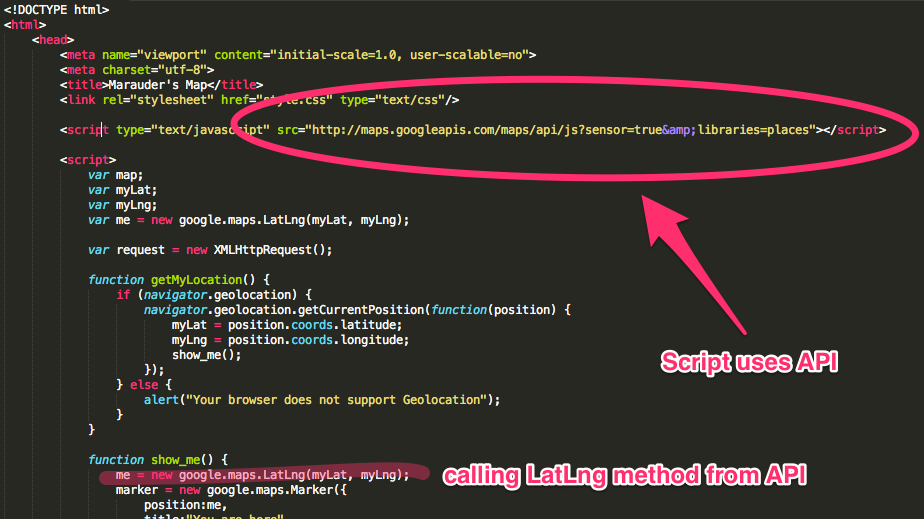 <!DOCTYPE html>
<html>
<head>
<meta name="viewport" content="initial-scale=1.0, user-scalable=no">
<meta charset="utf-8">
<title>Marauder's Map</title>
<link rel="stylesheet" href="style.css" type="text/css"/>
<script type="text/javascript" src="http://maps.googleapis.com/maps/api/js?sensor=true&amp;libraries=places"></script>
<script>
var map;
var myLat;
var myLng;
var me = new google.maps.LatLng(myLat, myLng);
var request = new XMLHttpRequest();
function getMyLocation() {
if (navigator.geolocation) {
navigator.geolocation.getCurrentPosition(function(position) {
myLat = position.coords.latitude;
myLng = position.coords.longitude;
show_me();
});
} else {
alert("Your browser does not support Geolocation");
}
}
Script uses API
function show_me() {
me = new google.maps.LatLng(myLat, myLng);
calling LatLng method from API
marker = new google.maps.Marker({
position:me,
title:"You are here"